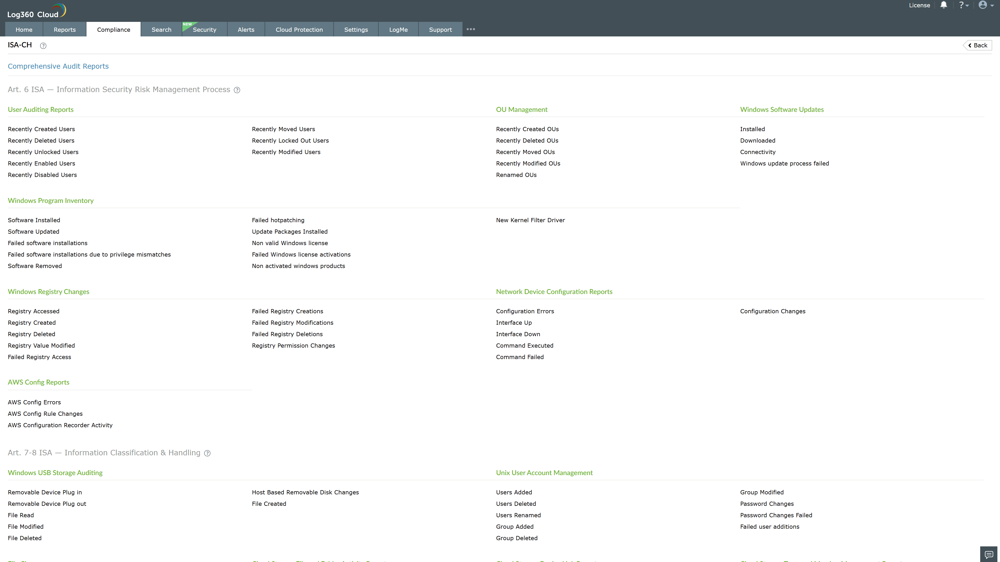 License
?
Log360 Cloud
Home
Reports
Compliance
Search
NEW
Security
Alerts
Cloud Protection
Settings
LogMe
Support
ISA-CH ?
Back
Comprehensive Audit Reports
Art. 6 ISA — Information Security Risk Management Process ?
User Auditing Reports
Recently Created Users
Recently Deleted Users
Recently Unlocked Users
Recently Enabled Users
Recently Disabled Users
Recently Moved Users
Recently Locked Out Users
Recently Modified Users
OU Management
Recently Created OUs
Recently Deleted OUs
Recently Moved OUs
Recently Modified OUs
Renamed OUs
Windows Software Updates
Installed
Downloaded
Connectivity
Windows update process failed
Windows Program Inventory
Software Installed
Software Updated
Failed software installations
Failed software installations due to privilege mismatches
Software Removed
Failed hotpatching
Update Packages Installed
Non valid Windows license
Failed Windows license activations
Non activated windows products
New Kernel Filter Driver
Windows Registry Changes
Registry Accessed
Registry Created
Registry Deleted
Registry Value Modified
Failed Registry Access
Failed Registry Creations
Failed Registry Modifications
Failed Registry Deletions
Registry Permission Changes
Network Device Configuration Reports
Configuration Errors
Interface Up
Interface Down
Command Executed
Command Failed
Configuration Changes
AWS Config Reports
AWS Config Errors
AWS Config Rule Changes
AWS Configuration Recorder Activity
Art. 7-8 ISA — Information Classification & Handling ?
Windows USB Storage Auditing
Removable Device Plug in
Removable Device Plug out
File Read
File Modified
File Deleted
Host Based Removable Disk Changes
File Created
Unix User Account Management
Users Added
Users Deleted
Users Renamed
Group Added
Group Deleted
Group Modified
Password Changes
Password Changes Failed
Failed user additions